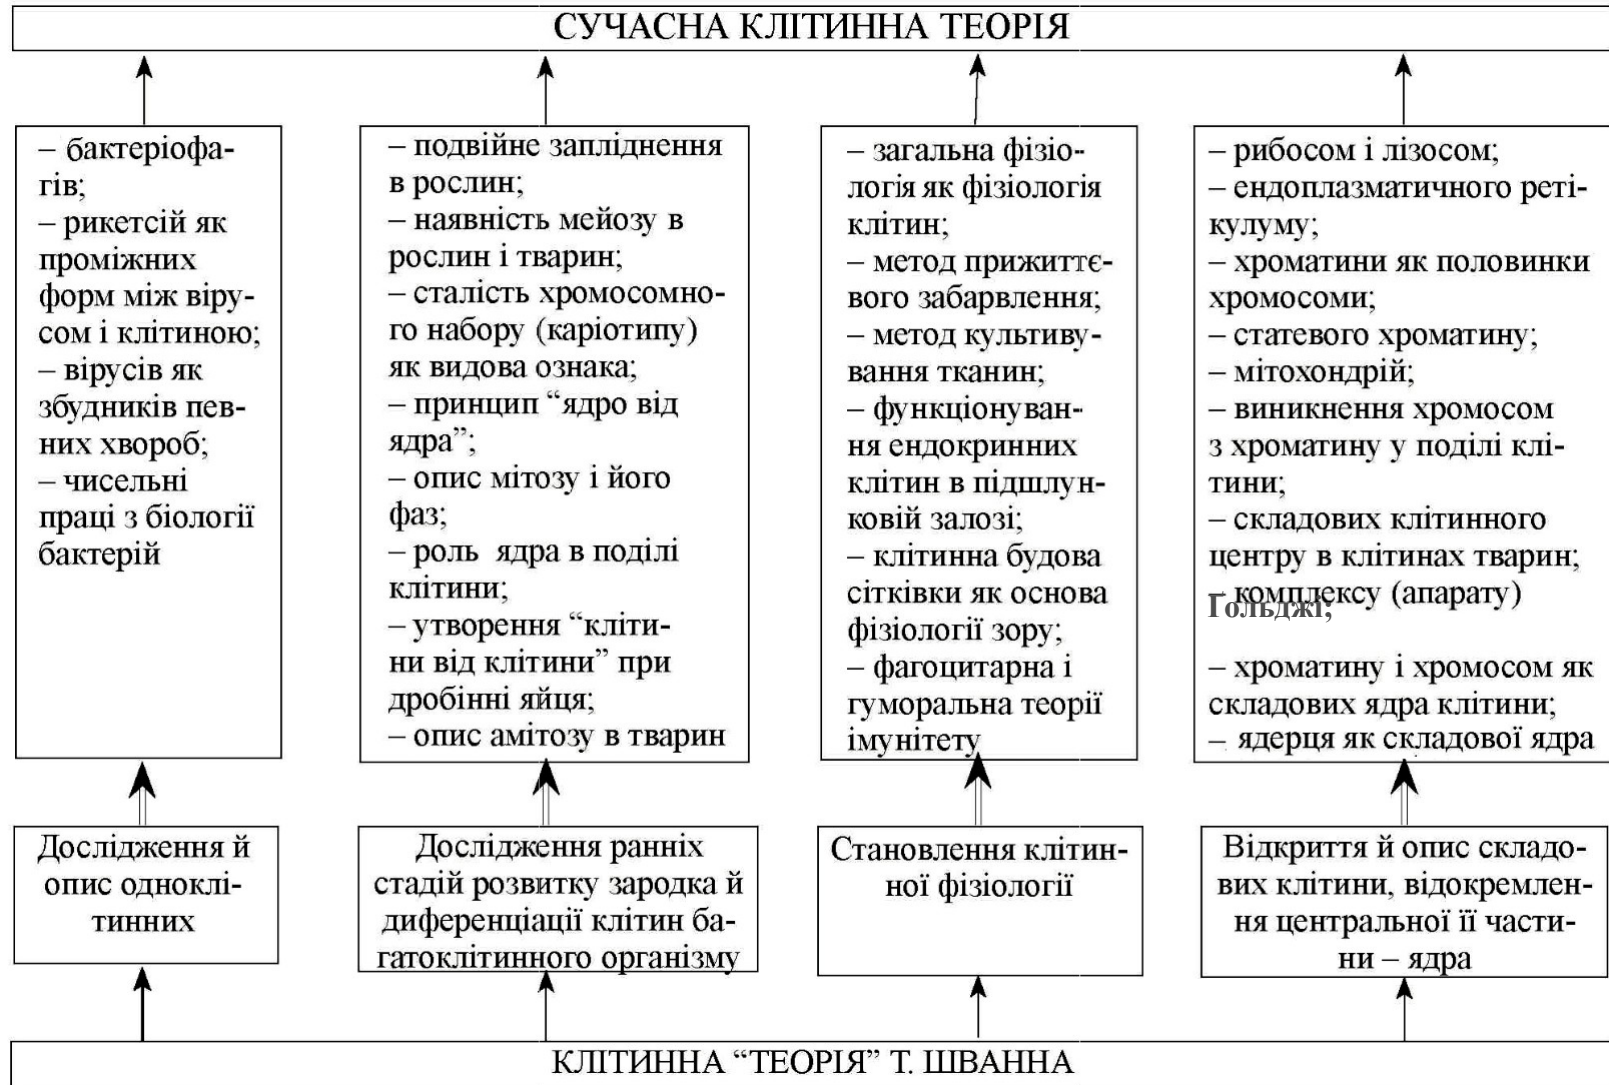 СУЧАСНА КЛІТИННА ТЕОРІЯ
– бактеріофа-
гів;
– рикетсій як
проміжних
форм між віру-
сом і клітиною;
– вірусів як
збудників пев-
них хвороб;
– чисельні
праці з біології
бактерій
– подвійне запліднення
в рослин;
– наявність мейозу в
рослин і тварин;
– сталість хромосомно-
го набору (каріотипу)
як видова ознака;
– принцип “ядро від
ядра”;
– опис мітозу і його
фаз;
– роль ядра в поділі
клітини;
– утворення “кліти-
ни від клітини” при
дробінні яйця;
– опис амітозу в тварин
– загальна фізіо-
логія як фізіологія
клітин;
– метод прижиттє-
вого забарвлення;
– метод культиву-
вання тканин;
– функціонуван-
ня ендокринних
клітин в підшлун-
ковій залозі;
– клітинна будова
сітківки як основа
фізіології зору;
– фагоцитарна і
гуморальна теорії
імунітету
– рибосом і лізосом;
– ендоплазматичного реті-
кулуму;
– хроматини як половинки
хромосоми;
– статевого хроматину;
– мітохондрій;
– виникнення хромосом
з хроматину у поділі клі-
тини;
– складових клітинного
центру в клітинах тварин;
– комплексу (апарату)
Гольджі;
– хроматину і хромосом як
складових ядра клітини;
– ядерця як складової ядра
Дослідження й
опис одноклі-
тинних
Дослідження ранніх
стадій розвитку зародка й
диференціації клітин ба-
гатоклітинного організму
Становлення клітин-
ної фізіології
Відкриття й опис складо-
вих клітини, відокремлен-
ня центральної її части-
ни – ядра
КЛІТИННА “ТЕОРІЯ” Т. ШВАННА